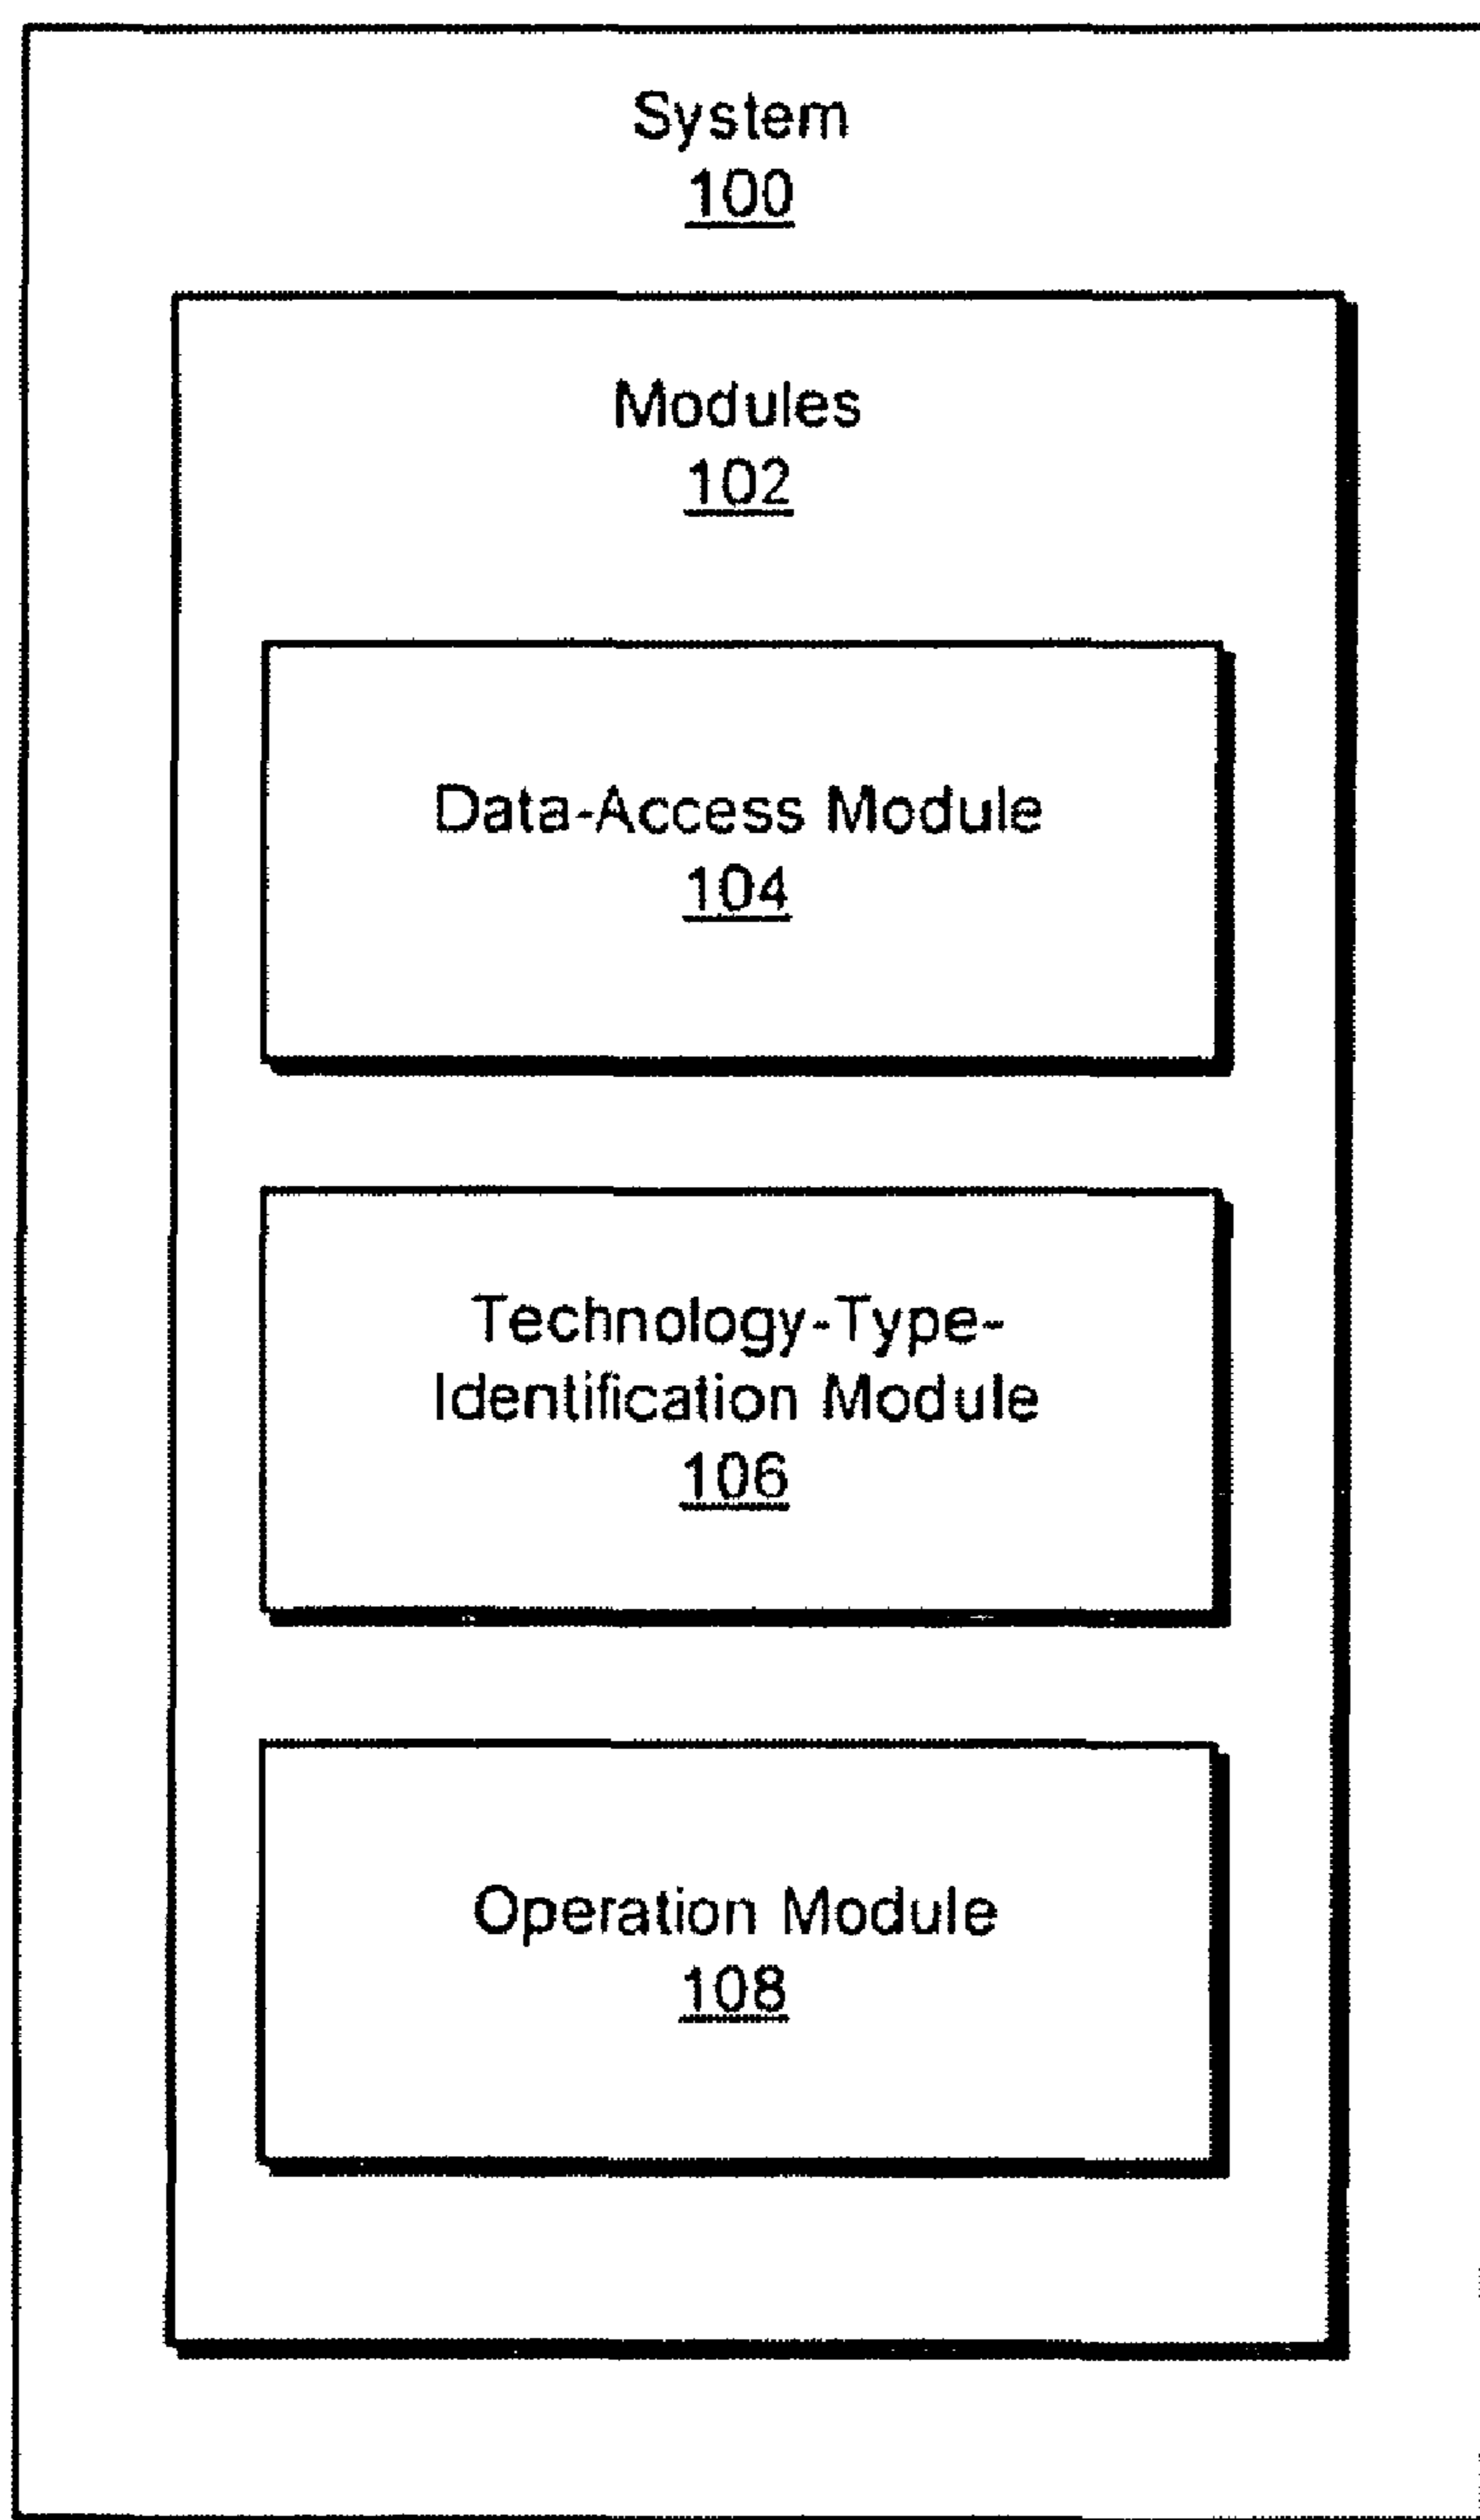 System
100
Modules
102
Data-Access Module
104
Technology-Type-
Identification Module
106
Operation Module
108